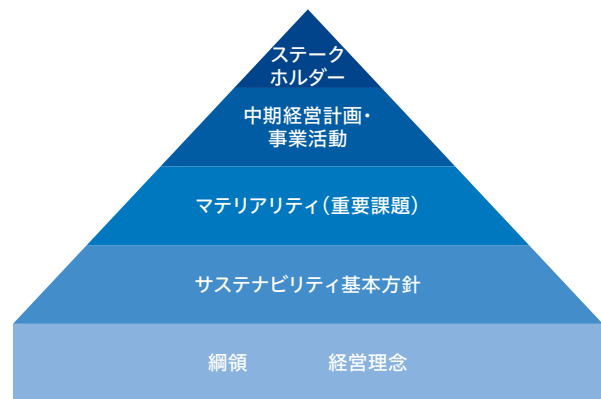 ステーク
ホルダー
中期経営計画・
事業活動
マテリアリティ(重要課題)
サステナビリティ基本方針
綱領　経営理念